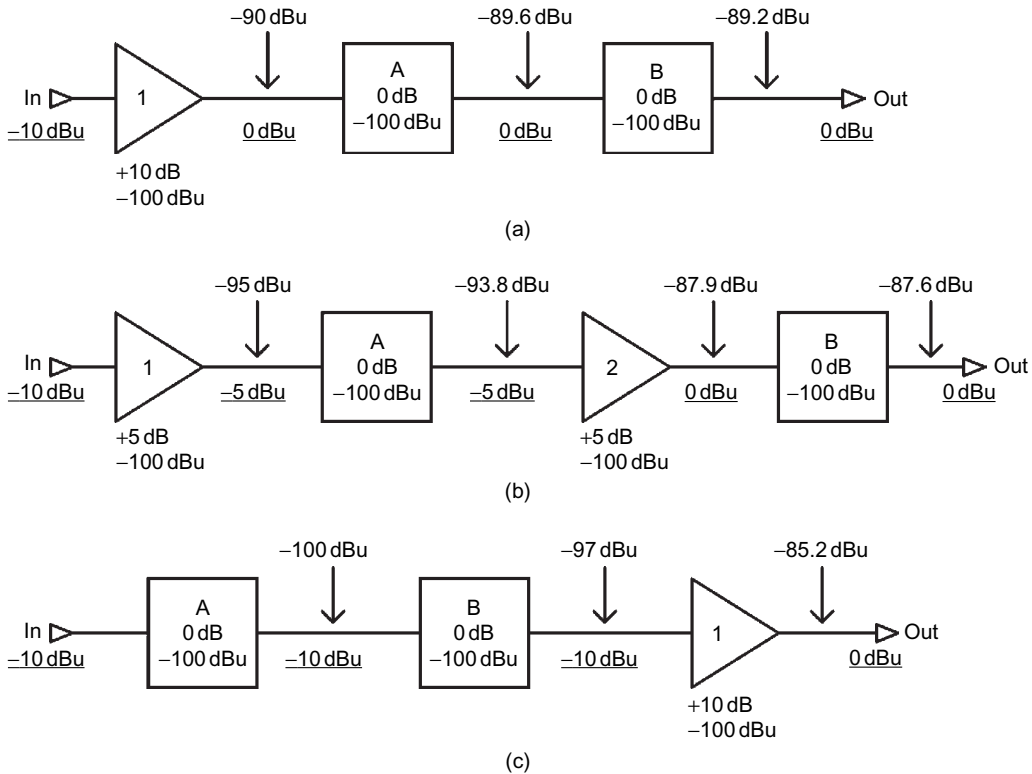 −90 dBu −89.6 dBu −89.2 dBu
In 1 A 0 dB −100 dBu B 0 dB −100 dBu Out
−10 dBu 0 dBu 0 dBu 0 dBu
+10 dB
−100 dBu
(a)
−95 dBu −93.8 dBu −87.9 dBu −87.6 dBu
In 1 A 0 dB −100 dBu 2 B 0 dB −100 dBu Out
−10 dBu −5 dBu −5 dBu 0 dBu 0 dBu
+5 dB +5 dB
−100 dBu −100 dBu
(b)
−100 dBu −97 dBu −85.2 dBu
In A 0 dB −100 dBu B 0 dB −100 dBu 1 Out
−10 dBu −10 dBu −10 dBu 0 dBu
+10 dB
−100 dBu
(c)